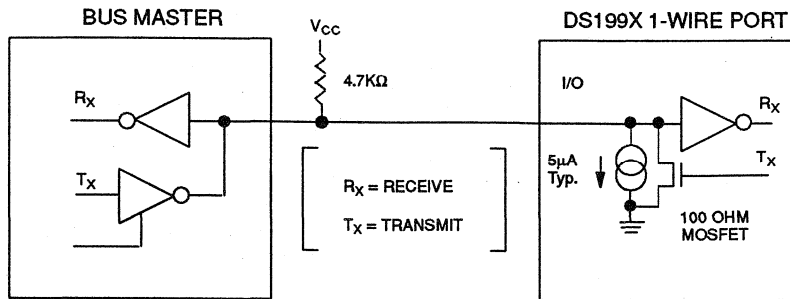 BUS MASTER
DS199X 1-WIRE PORT
VCC
4.7KΩ
RX
TX
I/O
RX
TX
5μA
Typ.
100 OHM
MOSFET
RX = RECEIVE
TX = TRANSMIT